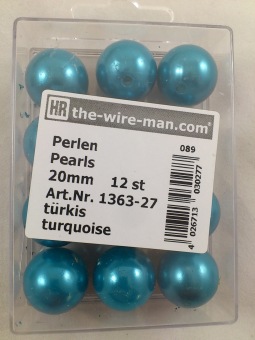 HR the-wire-man.com®
089
Perlen
Pearls
20mm 12 st
Art.Nr. 1363-27
türkis
turquoise
4 026713 030277